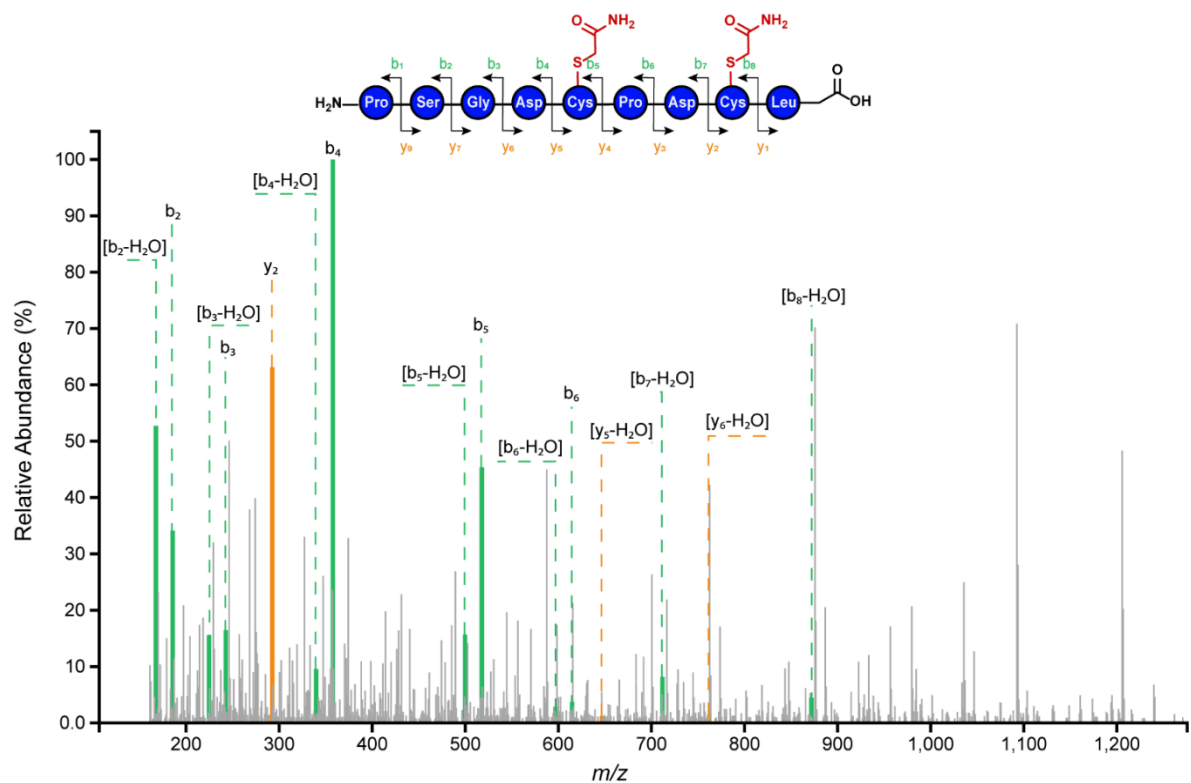 O NH₂ O NH₂
b₁ b₂ b₃ b₄ S b₅ b₆ b₇ S b₈
H₂N Pro Ser Gly Asp Cys Pro Asp Cys Leu O OH
y₉ y₇ y₆ y₅ y₄ y₃ y₂ y₁
b₄
[b₄-H₂O]
b₂
[b₂-H₂O]
y₂
[b₃-H₂O]
b₃
b₅
[b₅-H₂O]
b₆
[b₆-H₂O]
[y₅-H₂O]
[b₇-H₂O]
[y₆-H₂O]
[b₈-H₂O]
Relative Abundance (%)
100
90
80
70
60
50
40
30
20
10
0.0
200 300 400 500 600 700 800 900 1,000 1,100 1,200
m/z